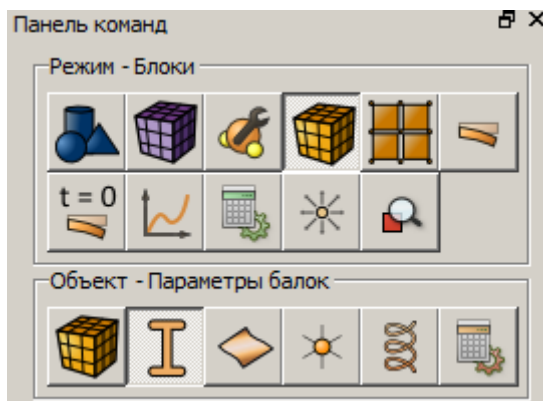 Панель команд
Режим - Блоки
t = 0
Объект - Параметры балок